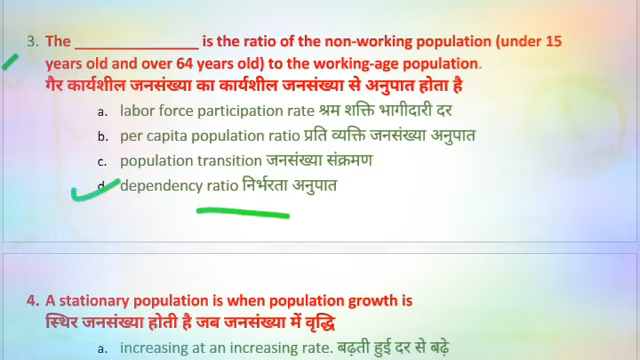 3. The _______________ is the ratio of the non-working population (under 15
years old and over 64 years old) to the working-age population.
गैर कार्यशील जनसंख्या का कार्यशील जनसंख्या से अनुपात होता है
a. labor force participation rate श्रम शक्ति भागीदारी दर
b. per capita population ratio प्रति व्यक्ति जनसंख्या अनुपात
c. population transition जनसंख्या संक्रमण
d. dependency ratio निर्भरता अनुपात
4. A stationary population is when population growth is
स्थिर जनसंख्या होती है जब जनसंख्या में वृद्धि
a. increasing at an increasing rate. बढ़ती हुई दर से बढ़े